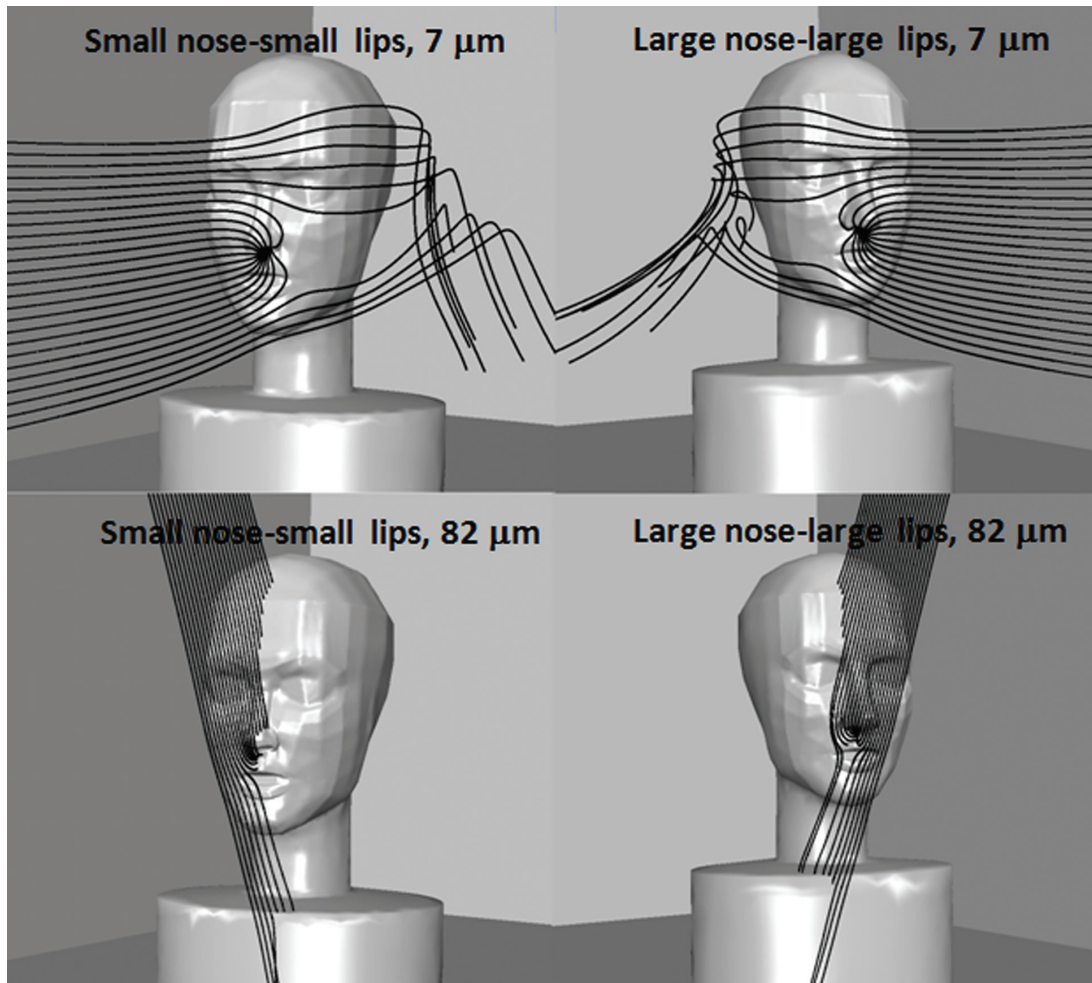 Small nose-small lips, 7 μm
Large nose-large lips, 7 μm
Small nose-small lips, 82 μm
Large nose-large lips, 82 μm